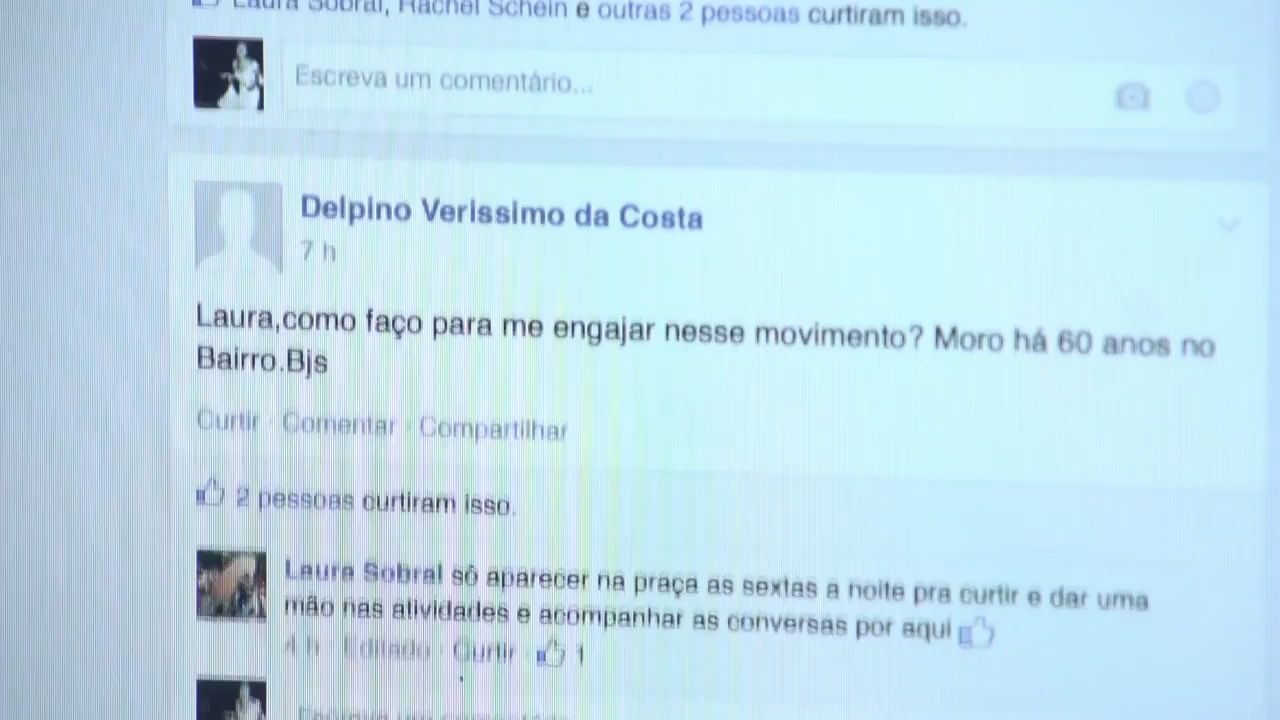 Laura Sobral, Rachel Schein e outras 2 pessoas curtiram isso.
Escreva um comentário...
Delpino Verissimo da Costa
7 h
Laura,como faço para me engajar nesse movimento? Moro há 60 anos no
Bairro.Bjs
Curtir · Comentar · Compartilhar
2 pessoas curtiram isso.
Laura Sobral só aparecer na praça as sextas a noite pra curtir e dar uma
mão nas atividades e acompanhar as conversas por aqui
4 h · Editado · Curtir · 1
Escreva um comentário...